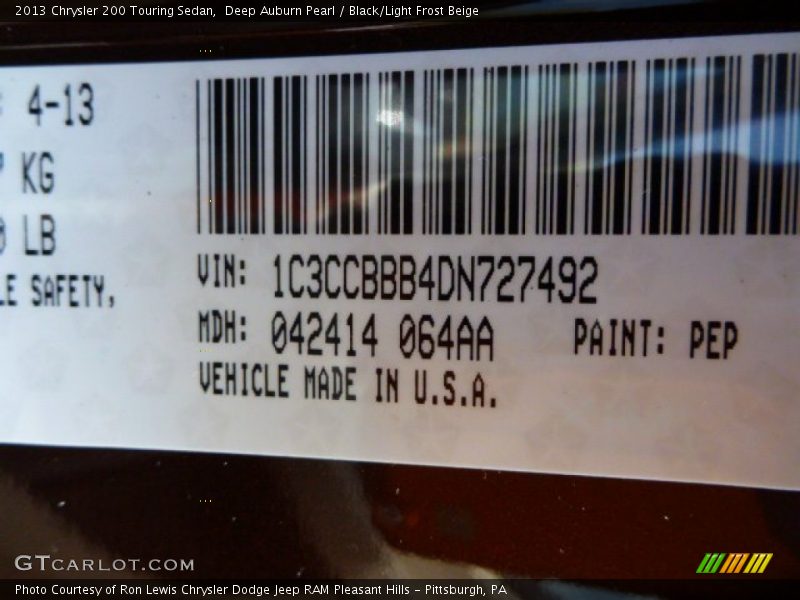 2013 Chrysler 200 Touring Sedan,  Deep Auburn Pearl / Black/Light Frost Beige
4-13
KG
LB
SAFETY,
VIN: 1C3CCBBB4DN727492
MDH: 042414 064AA PAINT: PEP
VEHICLE MADE IN U.S.A.
GTCARLOT.COM
Photo Courtesy of Ron Lewis Chrysler Dodge Jeep RAM Pleasant Hills - Pittsburgh, PA